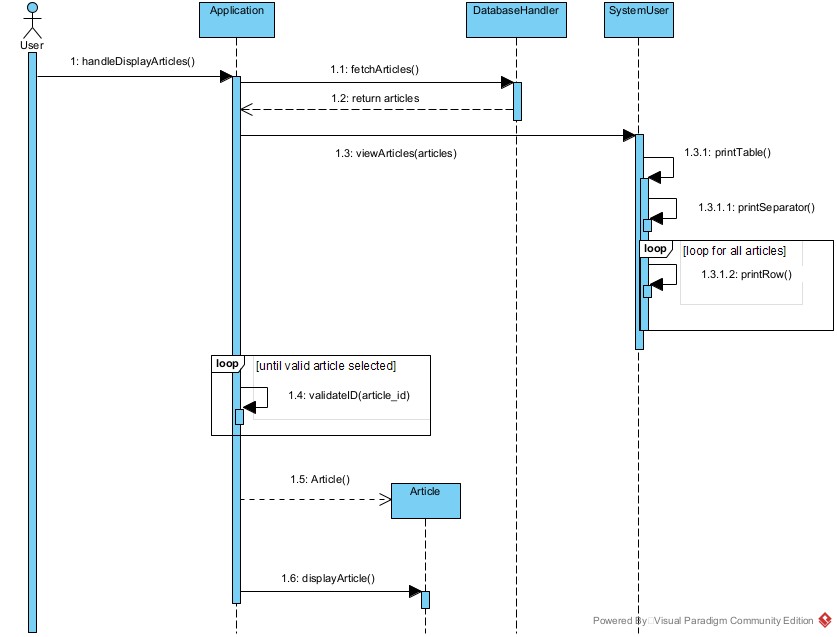 Application
DatabaseHandler
SystemUser
User
1: handleDisplayArticles()
1.1: fetchArticles()
1.2: return articles
1.3: viewArticles(articles)
1.3.1: printTable()
1.3.1.1: printSeparator()
loop
[loop for all articles]
1.3.1.2: printRow()
loop
[until valid article selected]
1.4: validateID(article_id)
1.5: Article()
Article
1.6: displayArticle()
Powered By Visual Paradigm Community Edition